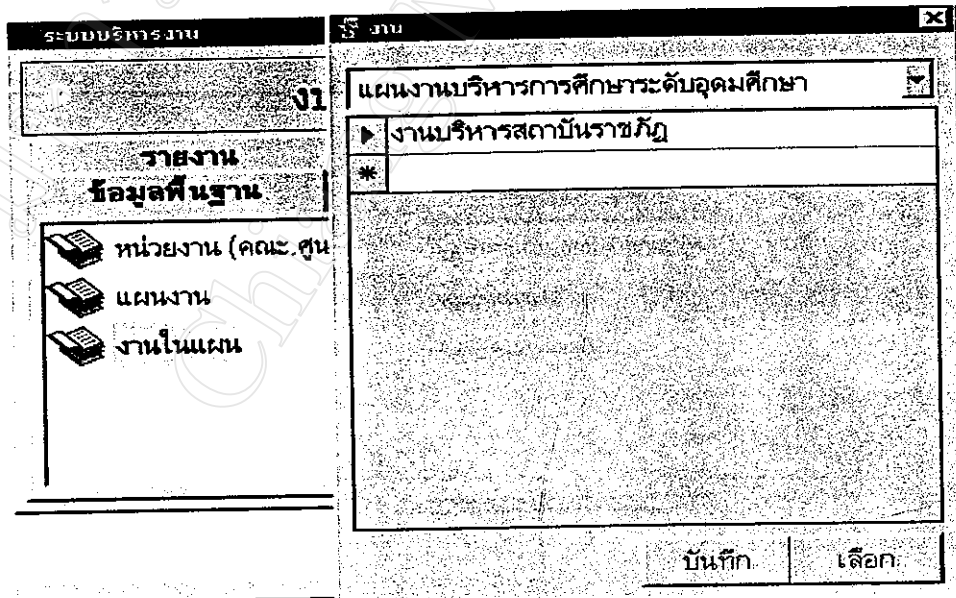 ระบบบริหารงาน
งาน
แผนงานบริหารการศึกษาระดับอุดมศึกษา
งานบริหารสถาบันราชภัฏ
รายงาน
ข้อมูลพื้นฐาน
หน่วยงาน (คณะ.ศูน
แผนงาน
งานในแผน
บันทึก
เลือก